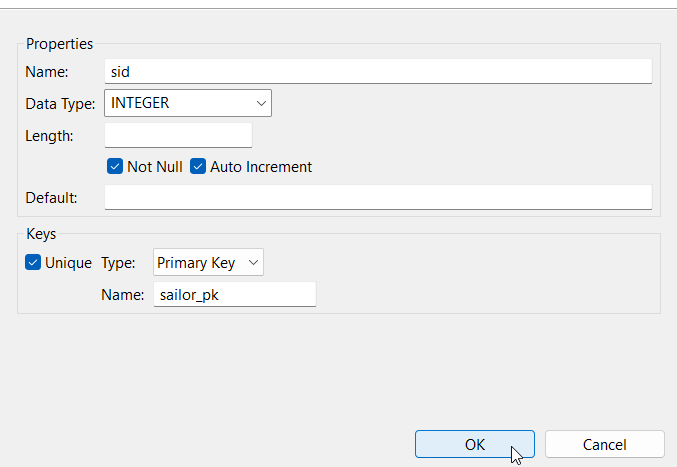 Properties
Name: sid
Data Type: INTEGER
Length:
Not Null Auto Increment
Default:
Keys
Unique Type: Primary Key
Name: sailor_pk
OK Cancel